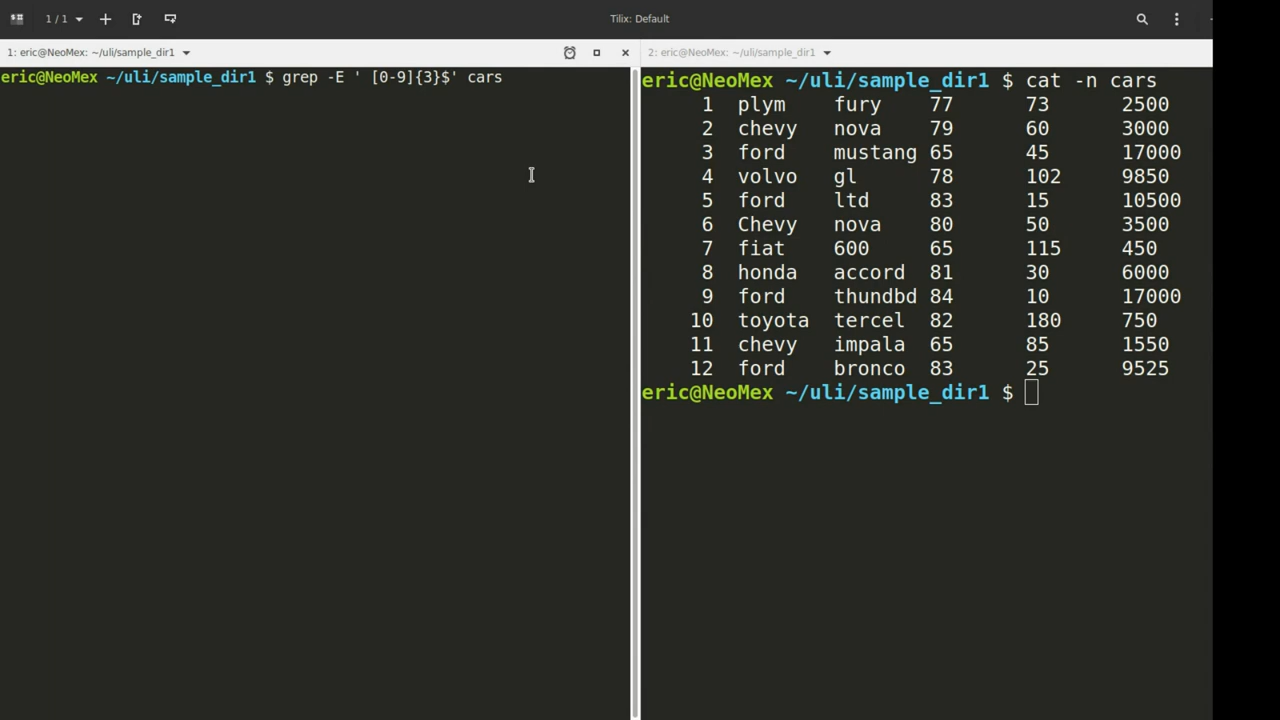 1 / 1
Tilix: Default
1: eric@NeoMex: ~/uli/sample_dir1
eric@NeoMex ~/uli/sample_dir1 $ grep -E ' [0-9]{3}$' cars
2: eric@NeoMex: ~/uli/sample_dir1
eric@NeoMex ~/uli/sample_dir1 $ cat -n cars
1 plym fury 77 73 2500
2 chevy nova 79 60 3000
3 ford mustang 65 45 17000
4 volvo gl 78 102 9850
5 ford ltd 83 15 10500
6 Chevy nova 80 50 3500
7 fiat 600 65 115 450
8 honda accord 81 30 6000
9 ford thundbd 84 10 17000
10 toyota tercel 82 180 750
11 chevy impala 65 85 1550
12 ford bronco 83 25 9525
eric@NeoMex ~/uli/sample_dir1 $